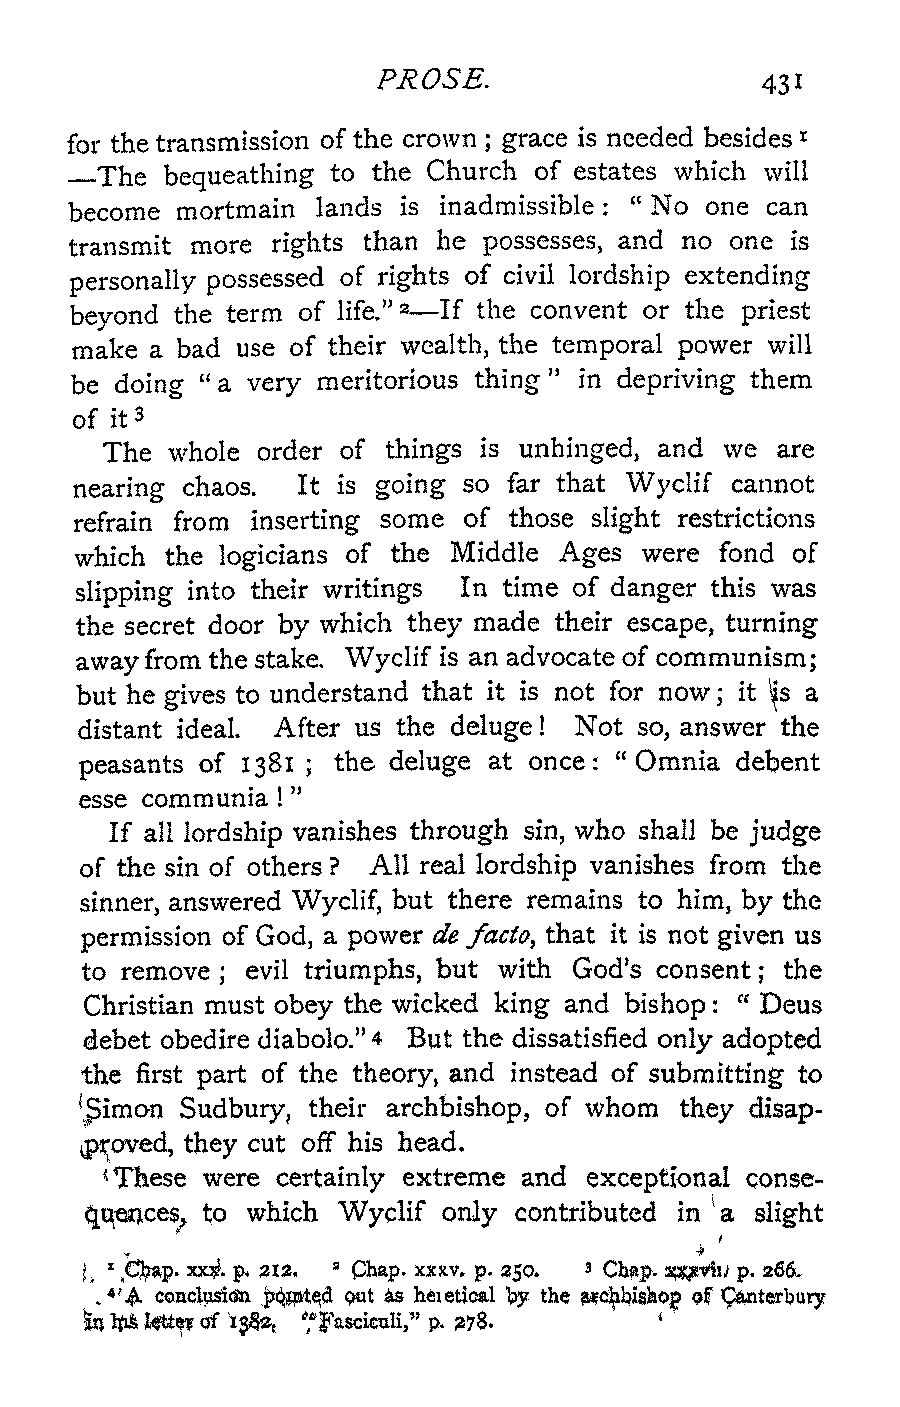 PROSE. 431
for the transmission of the crown ; grace is needed besides ¹
—The bequeathing to the Church of estates which will
become mortmain lands is inadmissible : " No one can
transmit more rights than he possesses, and no one is
personally possessed of rights of civil lordship extending
beyond the term of life." ²—If the convent or the priest
make a bad use of their wealth, the temporal power will
be doing " a very meritorious thing " in depriving them
of it ³
The whole order of things is unhinged, and we are
nearing chaos. It is going so far that Wyclif cannot
refrain from inserting some of those slight restrictions
which the logicians of the Middle Ages were fond of
slipping into their writings In time of danger this was
the secret door by which they made their escape, turning
away from the stake. Wyclif is an advocate of communism;
but he gives to understand that it is not for now ; it is a
distant ideal. After us the deluge ! Not so, answer the
peasants of 1381 ; the deluge at once : " Omnia debent
esse communia ! "
If all lordship vanishes through sin, who shall be judge
of the sin of others ? All real lordship vanishes from the
sinner, answered Wyclif, but there remains to him, by the
permission of God, a power de facto, that it is not given us
to remove ; evil triumphs, but with God's consent ; the
Christian must obey the wicked king and bishop : " Deus
debet obedire diabolo." ⁴ But the dissatisfied only adopted
the first part of the theory, and instead of submitting to
Simon Sudbury, their archbishop, of whom they disap-
proved, they cut off his head.
These were certainly extreme and exceptional conse-
quences, to which Wyclif only contributed in a slight
¹ Chap. xxx. p. 212. ² Chap. xxxv. p. 250. ³ Chap. p. 266.
⁴ A conclusion pointed out as heretical by the archbishop of Canterbury
in his letter of 1382, " Fasciculi," p. 278.